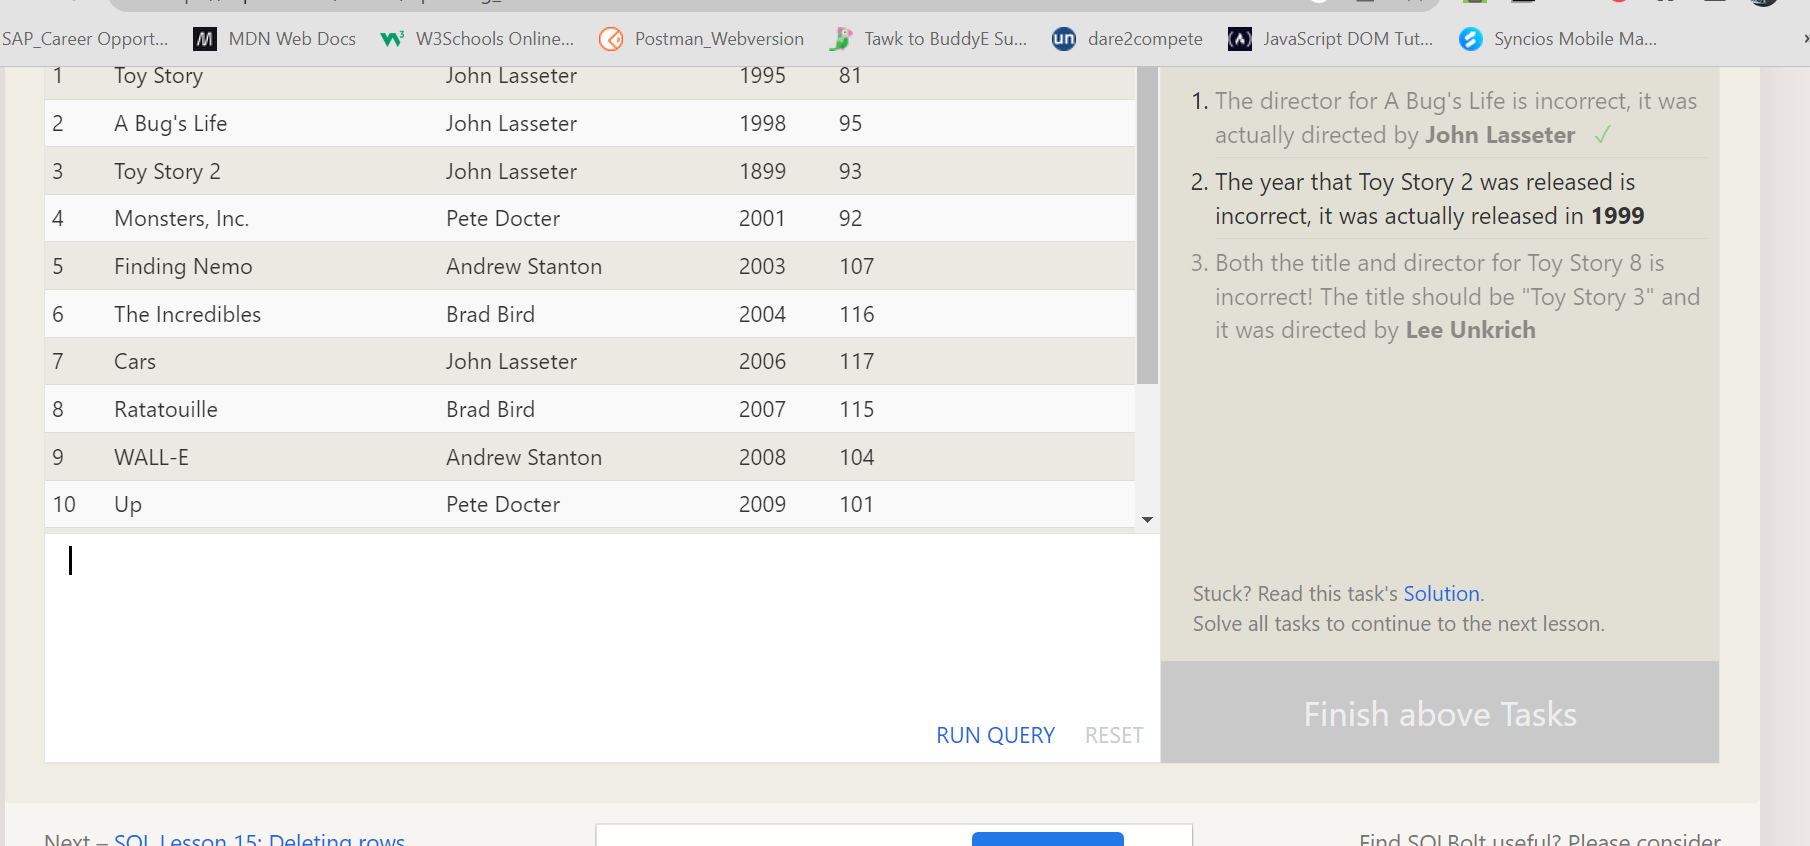 SAP_Career Opport... MDN Web Docs W3Schools Online... Postman_Webversion Tawk to BuddyE Su... dare2compete JavaScript DOM Tut... Syncios Mobile Ma...
1 Toy Story John Lasseter 1995 81
2 A Bug's Life John Lasseter 1998 95
3 Toy Story 2 John Lasseter 1899 93
4 Monsters, Inc. Pete Docter 2001 92
5 Finding Nemo Andrew Stanton 2003 107
6 The Incredibles Brad Bird 2004 116
7 Cars John Lasseter 2006 117
8 Ratatouille Brad Bird 2007 115
9 WALL-E Andrew Stanton 2008 104
10 Up Pete Docter 2009 101
RUN QUERY RESET
1. The director for A Bug's Life is incorrect, it was
actually directed by John Lasseter ✓
2. The year that Toy Story 2 was released is
incorrect, it was actually released in 1999
3. Both the title and director for Toy Story 8 is
incorrect! The title should be "Toy Story 3" and
it was directed by Lee Unkrich
Stuck? Read this task's Solution.
Solve all tasks to continue to the next lesson.
Finish above Tasks
Next – SQL Lesson 15: Deleting rows
Find SQLBolt useful? Please consider